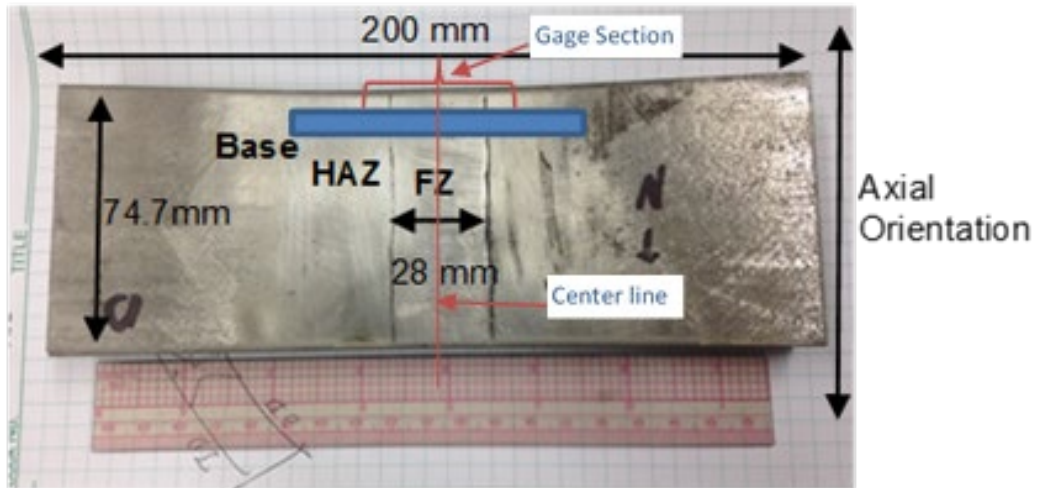 200 mm
Gage Section
Base
HAZ
FZ
74.7mm
28 mm
Center line
N
Axial
Orientation
TITLE